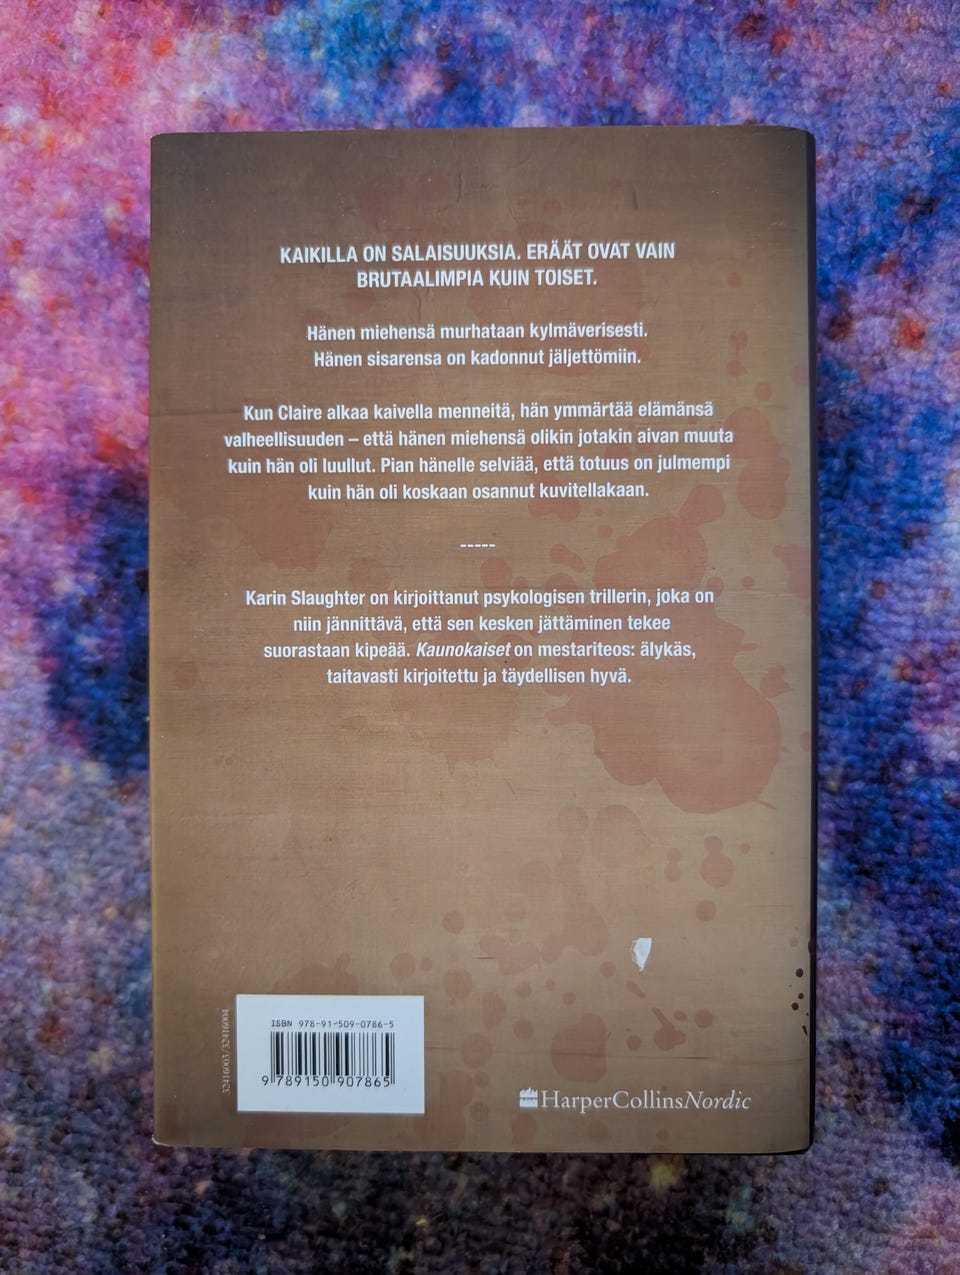 KAIKILLA ON SALAISUUKSIA. ERÄÄT OVAT VAIN
BRUTAALIMPIA KUIN TOISET.
Hänen miehensä murhataan kylmäverisesti.
Hänen sisarensa on kadonnut jäljettömiin.
Kun Claire alkaa kaivella menneitä, hän ymmärtää elämänsä
valheellisuuden – että hänen miehensä olikin jotakin aivan muuta
kuin hän oli luullut. Pian hänelle selviää, että totuus on julmempi
kuin hän oli koskaan osannut kuvitellakaan.
-----
Karin Slaughter on kirjoittanut psykologisen trillerin, joka on
niin jännittävä, että sen kesken jättäminen tekee
suorastaan kipeää. Kaunokaiset on mestariteos: älykäs,
taitavasti kirjoitettu ja täydellisen hyvä.
32416003/32416004
ISBN 978-91-509-0786-5
9 789150 907865
HarperCollinsNordic